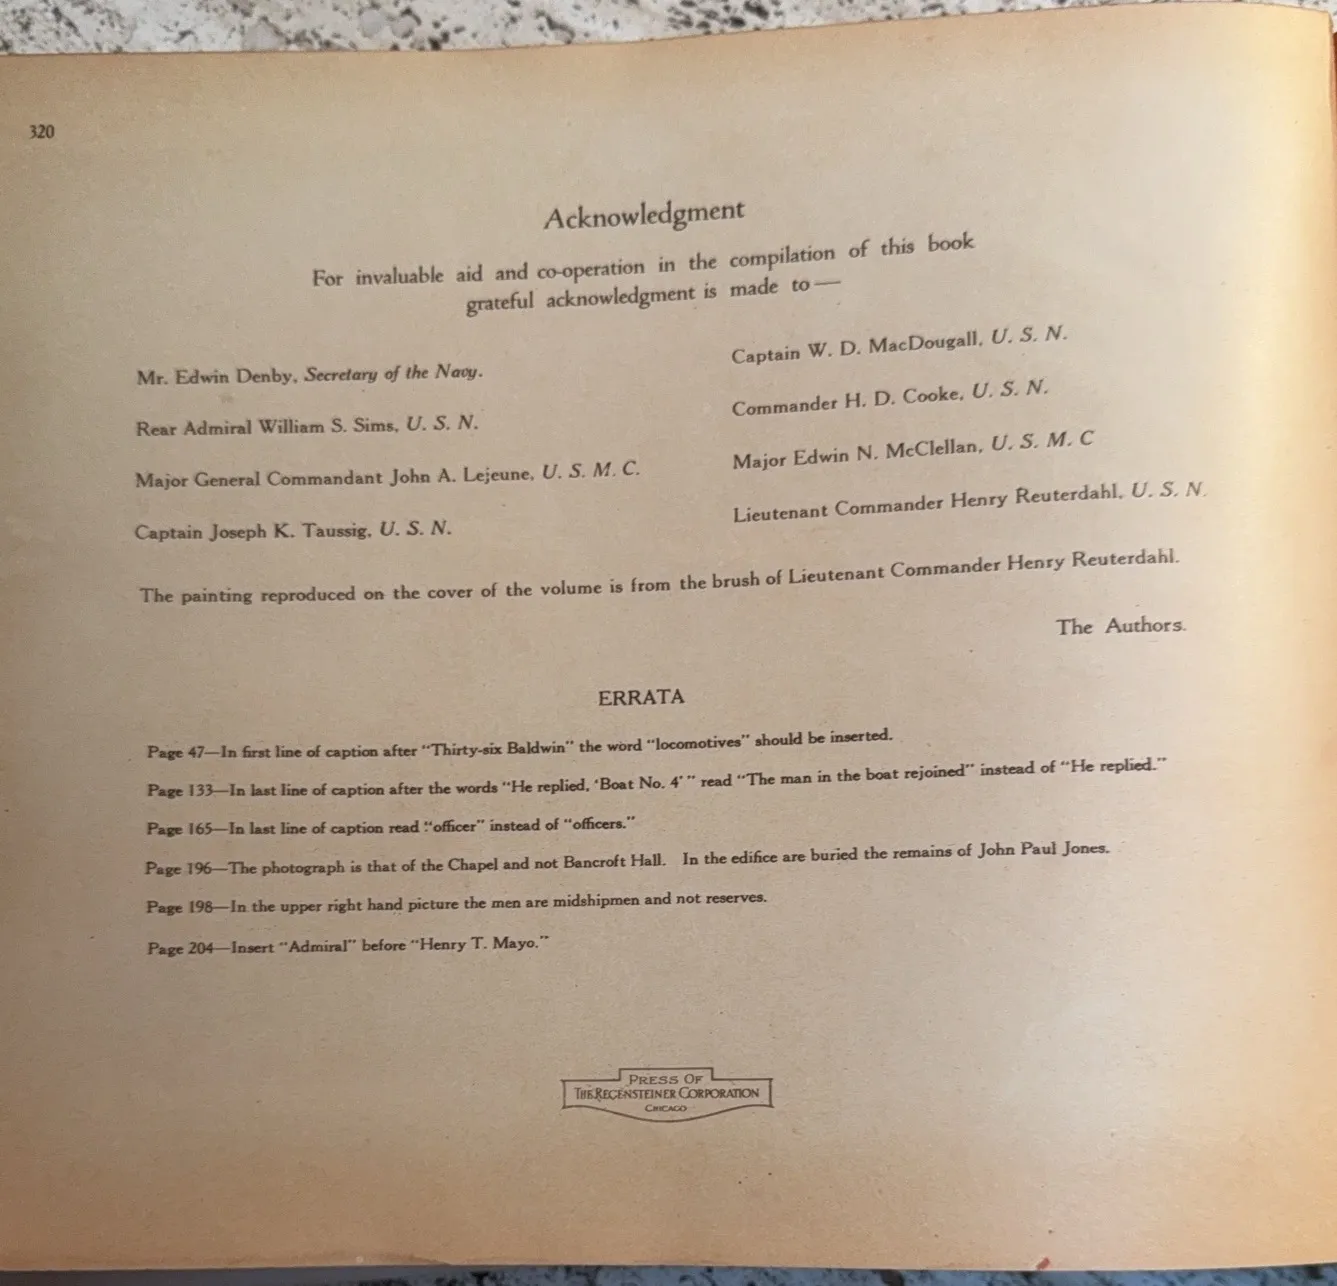 320
Acknowledgment
For invaluable aid and co-operation in the compilation of this book
grateful acknowledgment is made to—
Mr. Edwin Denby, Secretary of the Navy.
Rear Admiral William S. Sims, U. S. N.
Major General Commandant John A. Lejeune, U. S. M. C.
Captain Joseph K. Taussig, U. S. N.
Captain W. D. MacDougall, U. S. N.
Commander H. D. Cooke, U. S. N.
Major Edwin N. McClellan, U. S. M. C
Lieutenant Commander Henry Reuterdahl, U. S. N.
The painting reproduced on the cover of the volume is from the brush of Lieutenant Commander Henry Reuterdahl.
The Authors.
ERRATA
Page 47—In first line of caption after “Thirty-six Baldwin” the word “locomotives” should be inserted.
Page 133—In last line of caption after the words “He replied, ‘Boat No. 4’ ” read “The man in the boat rejoined” instead of “He replied.”
Page 165—In last line of caption read “officer” instead of “officers.”
Page 196—The photograph is that of the Chapel and not Bancroft Hall. In the edifice are buried the remains of John Paul Jones.
Page 198—In the upper right hand picture the men are midshipmen and not reserves.
Page 204—Insert “Admiral” before “Henry T. Mayo.”
PRESS OF
THE REGENSTEINER CORPORATION
CHICAGO